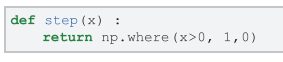 def step(x) :
    return np.where(x>0, 1,0)